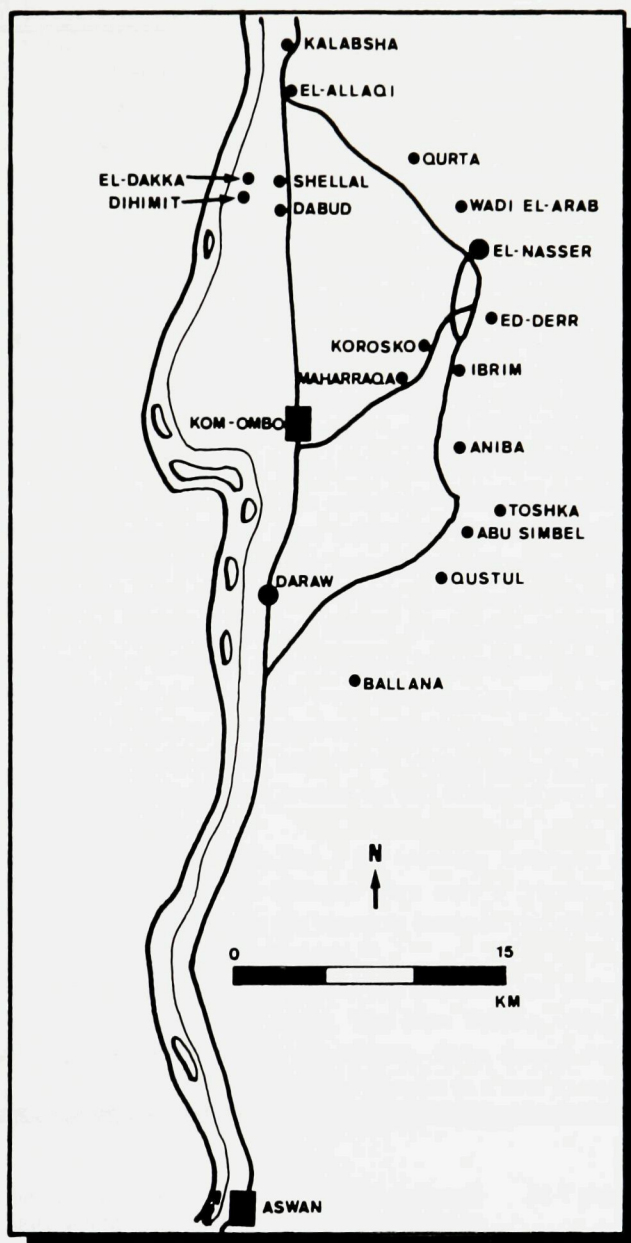 KALABSHA
EL-ALLAQI
QURTA
EL-DAKKA
SHELLAL
DIHIMIT
DABUD
WADI EL-ARAB
EL-NASSER
ED-DERR
KOROSKO
IBRIM
MAHARRAQA
KOM-OMBO
ANIBA
TOSHKA
ABU SIMBEL
DARAW
QUSTUL
BALLANA
N
0 15
KM
ASWAN